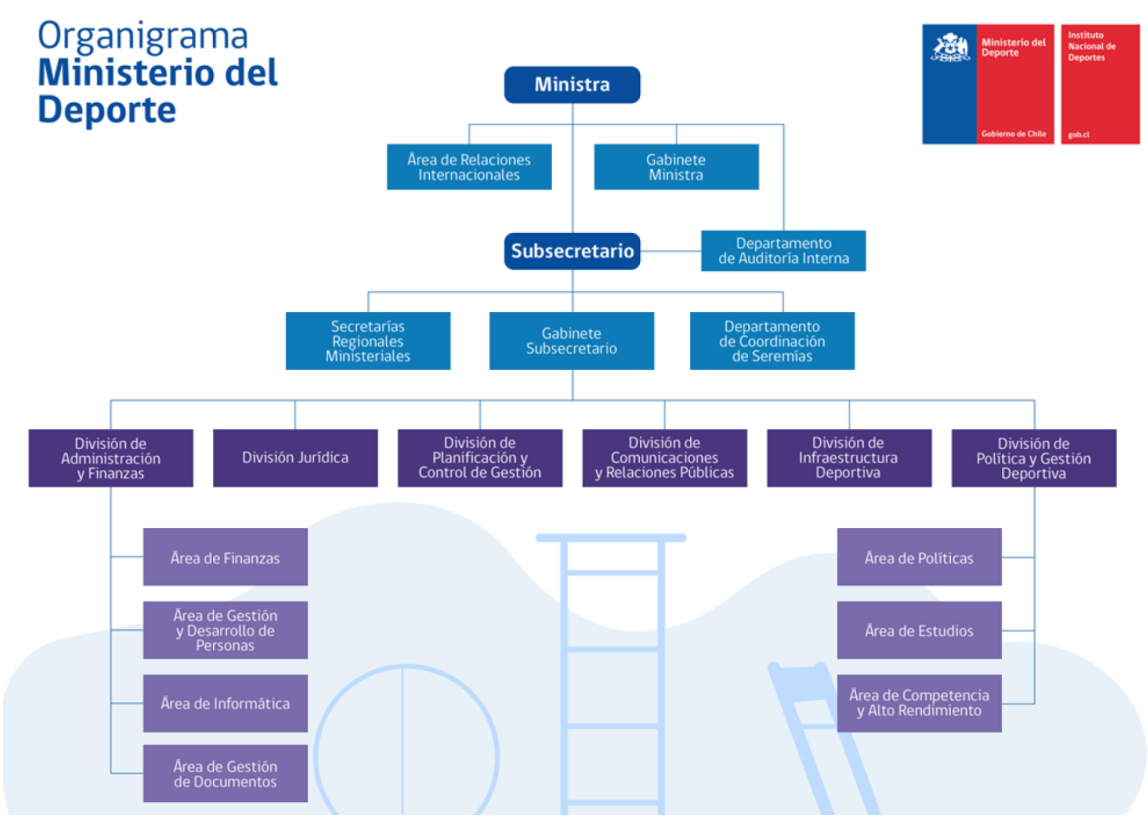 Organigrama
Ministerio del
Deporte
Ministerio del
Deporte
Gobierno de Chile
Instituto
Nacional de
Deportes
gob.cl
Ministra
Área de Relaciones
Internacionales
Gabinete
Ministra
Subsecretario
Departamento
de Auditoría Interna
Secretarías
Regionales
Ministeriales
Gabinete
Subsecretario
Departamento
de Coordinación
de Seremías
División de
Administración
y Finanzas
División Jurídica
División de
Planificación y
Control de Gestión
División de
Comunicaciones
y Relaciones Públicas
División de
Infraestructura
Deportiva
División de
Política y Gestión
Deportiva
Área de Finanzas
Área de Gestión
y Desarrollo de
Personas
Área de Informática
Área de Gestión
de Documentos
Área de Políticas
Área de Estudios
Área de Competencia
y Alto Rendimiento